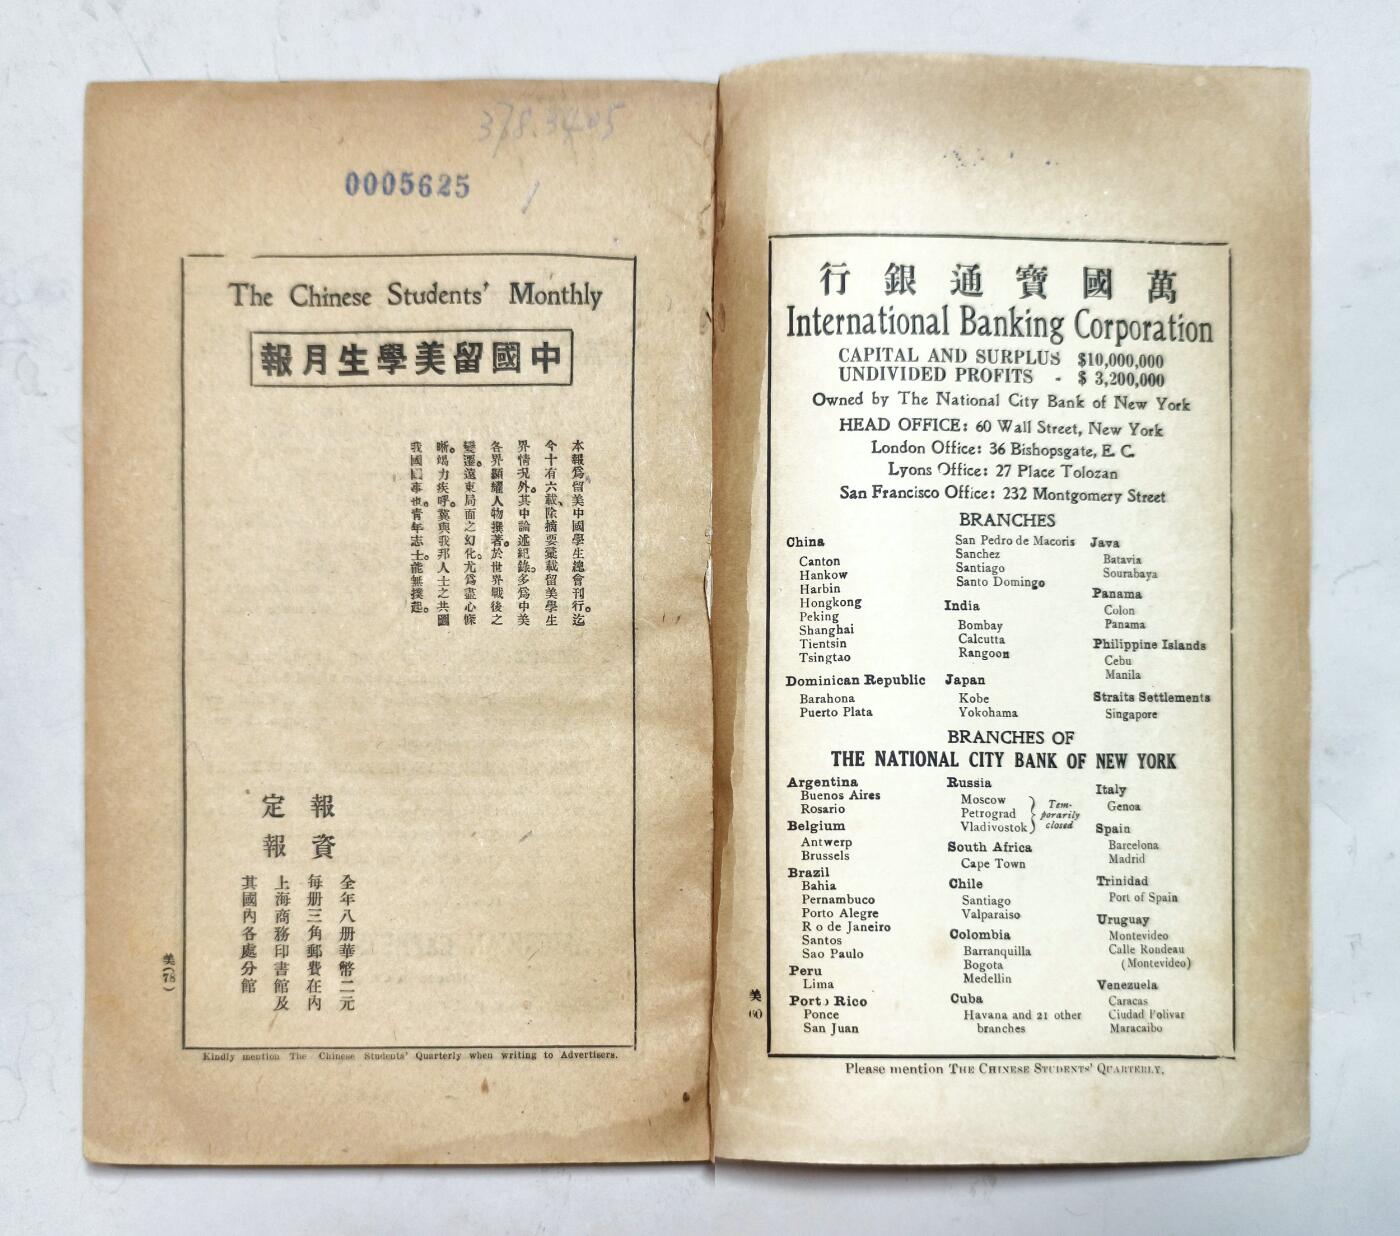 378.3405
0005625
The Chinese Students' Monthly
中國留美學生月報
本報爲留美中國學生總會刊行。迄
今十有六載、除摘要彙載留美學生
界情況外。其中論述紀錄。多爲中美
各界顯耀人物撰著。於世界戰後之
變遷。遠東局面之幻化。尤爲盡心條
晰。竭力疾呼。冀與我邦人士之共圖
我國事也。青年志士。能無撲起。
報資
全年八册華幣二元
每册三角郵費在內
定報
上海商務印書館及
其國內各處分館
美(78)
Kindly mention The Chinese Students' Quarterly when writing to Advertisers.
萬國寶通銀行
International Banking Corporation
CAPITAL AND SURPLUS $10,000,000
UNDIVIDED PROFITS - $ 3,200,000
Owned by The National City Bank of New York
HEAD OFFICE: 60 Wall Street, New York
London Office: 36 Bishopsgate, E. C.
Lyons Office: 27 Place Tolozan
San Francisco Office: 232 Montgomery Street
BRANCHES
China
Canton
Hankow
Harbin
Hongkong
Peking
Shanghai
Tientsin
Tsingtao
Dominican Republic
Barahona
Puerto Plata
San Pedro de Macoris
Sanchez
Santiago
Santo Domingo
India
Bombay
Calcutta
Rangoon
Japan
Kobe
Yokohama
Java
Batavia
Sourabaya
Panama
Colon
Panama
Philippine Islands
Cebu
Manila
Straits Settlements
Singapore
BRANCHES OF
THE NATIONAL CITY BANK OF NEW YORK
Argentina
Buenos Aires
Rosario
Belgium
Antwerp
Brussels
Brazil
Bahia
Pernambuco
Porto Alegre
R o de Janeiro
Santos
Sao Paulo
Peru
Lima
Porto Rico
Ponce
San Juan
Russia
Moscow
Petrograd
Vladivostok
Tem-
porarily
closed
South Africa
Cape Town
Chile
Santiago
Valparaiso
Colombia
Barranquilla
Bogota
Medellin
Cuba
Havana and 21 other
branches
Italy
Genoa
Spain
Barcelona
Madrid
Trinidad
Port of Spain
Uruguay
Montevideo
Calle Rondeau
(Montevideo)
Venezuela
Caracas
Ciudad Bolivar
Maracaibo
美
60)
Please mention THE CHINESE STUDENTS' QUARTERLY.